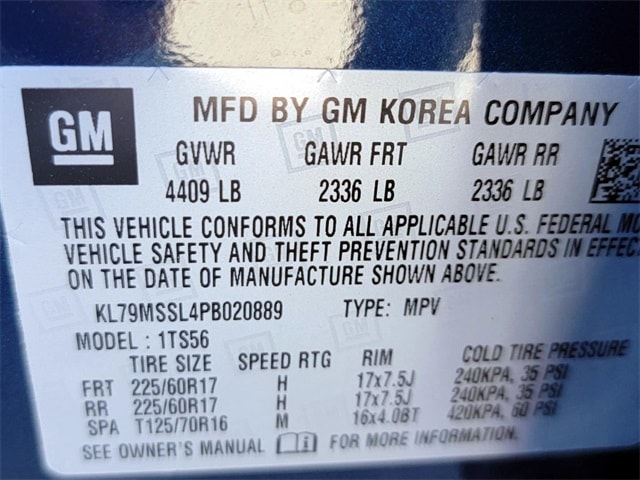 GM
MFD BY GM KOREA COMPANY
GVWR GAWR FRT GAWR RR
4409 LB 2336 LB 2336 LB
THIS VEHICLE CONFORMS TO ALL APPLICABLE U.S. FEDERAL MO
VEHICLE SAFETY AND THEFT PREVENTION STANDARDS IN EFFEC
ON THE DATE OF MANUFACTURE SHOWN ABOVE.
KL79MSSL4PB020889 TYPE: MPV
MODEL : 1TS56
TIRE SIZE SPEED RTG RIM COLD TIRE PRESSURE
FRT 225/60R17 H 17x7.5J 240KPA, 35 PSI
RR 225/60R17 H 17x7.5J 240KPA, 35 PSI
SPA T125/70R16 M 16x4.0BT 420KPA, 60 PSI
SEE OWNER'S MANUAL FOR MORE INFORMATION.